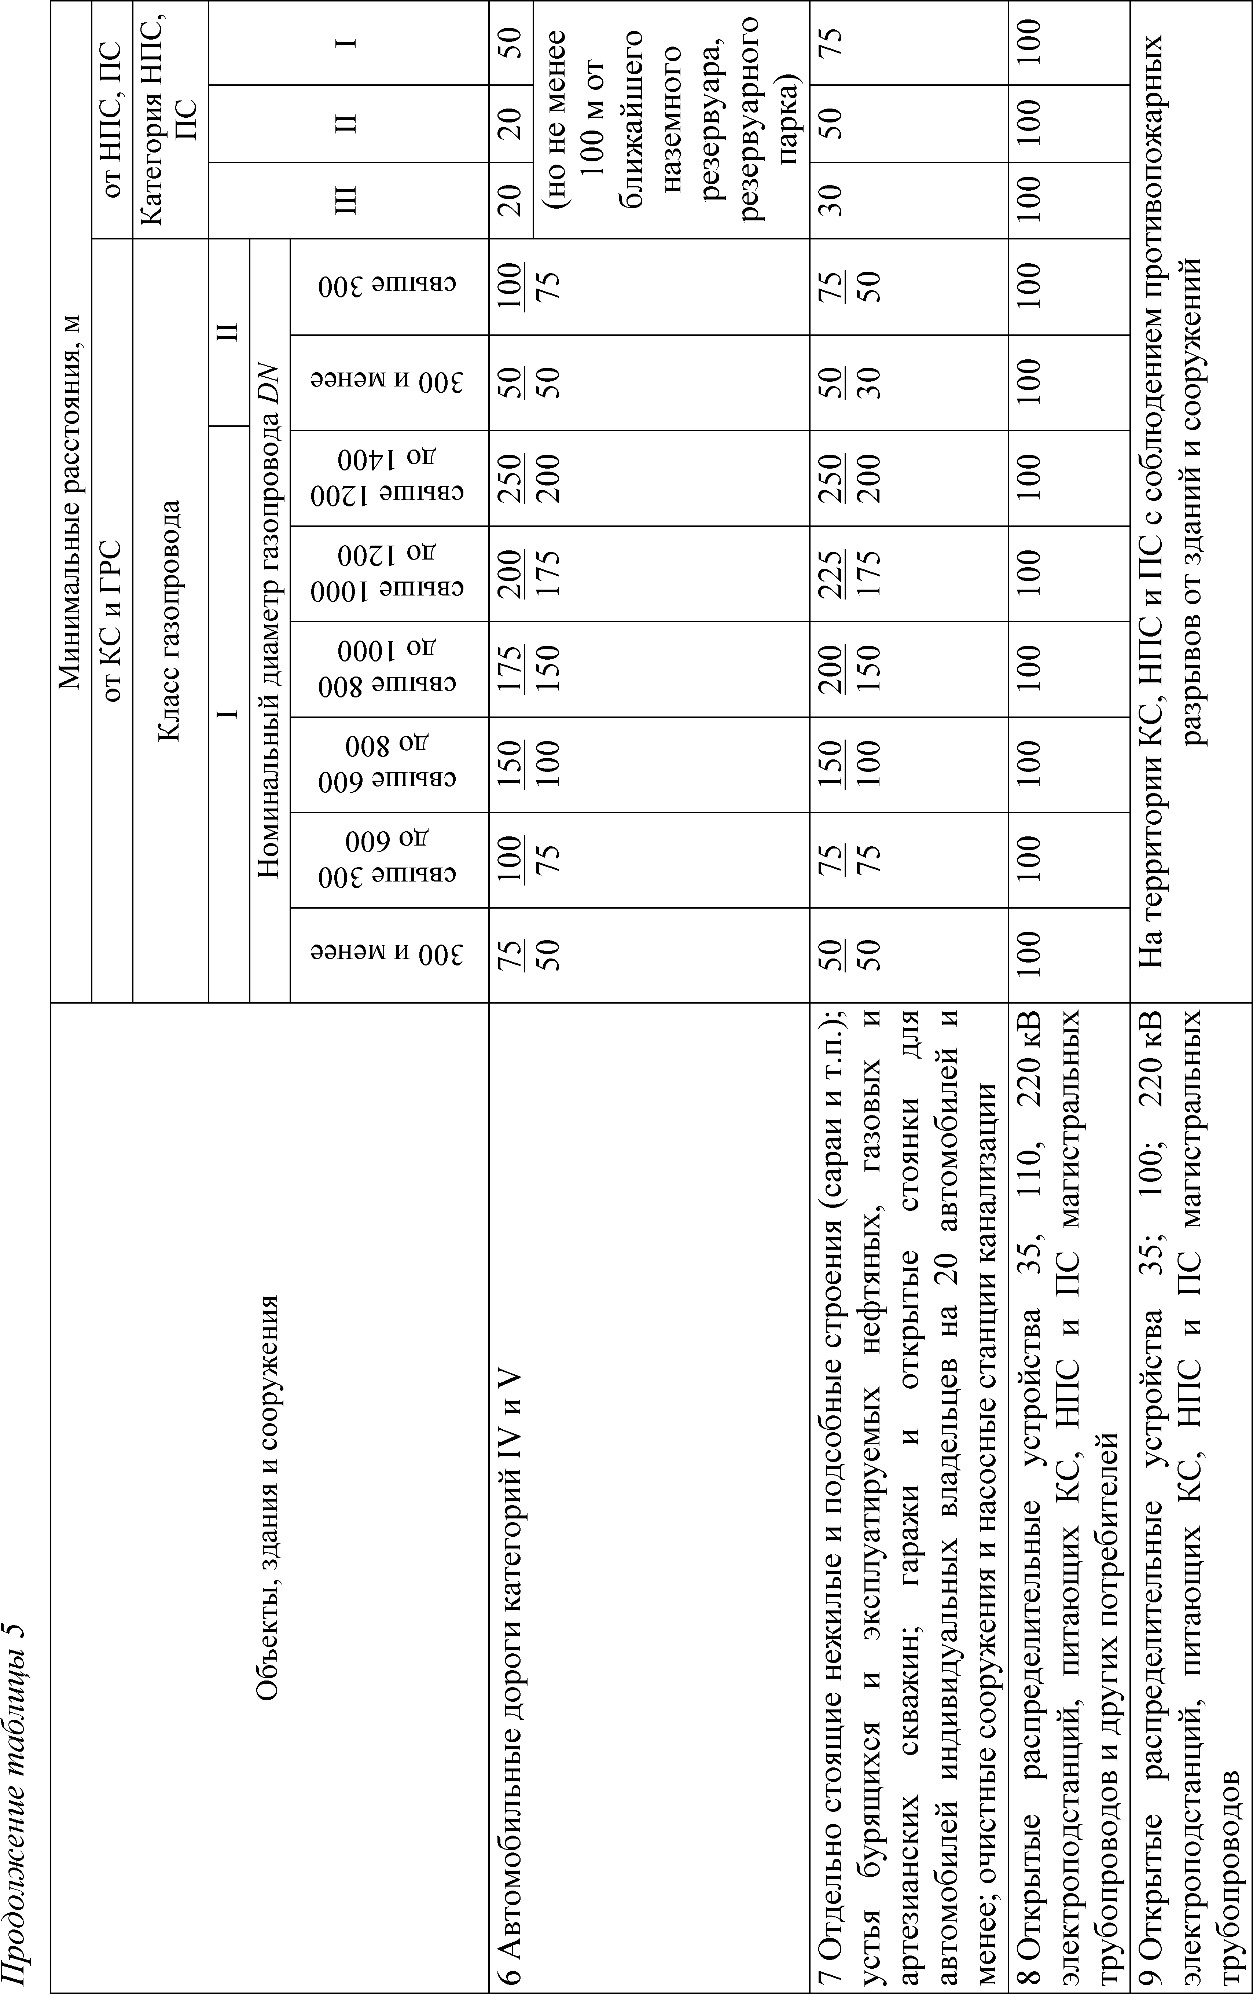 Продолжение таблицы 5
Объекты, здания и сооружения
Минимальные расстояния, м
от КС и ГРС
от НПС, ПС
Класс газопровода
Категория НПС,
ПС
I
II
III
II
I
Номинальный диаметр газопровода DN
300 и менее
свыше 300
до 600
свыше 600
до 800
свыше 800
до 1000
свыше 1000
до 1200
свыше 1200
до 1400
300 и менее
свыше 300
6 Автомобильные дороги категорий IV и V
75
50
100
75
150
100
175
150
200
175
250
200
50
50
100
75
20
20
50
(но не менее
100 м от
ближайшего
наземного
резервуара,
резервуарного
парка)
7 Отдельно стоящие нежилые и подсобные строения (сараи и т.п.);
устья бурящихся и эксплуатируемых нефтяных, газовых и
артезианских скважин; гаражи и открытые стоянки для
автомобилей индивидуальных владельцев на 20 автомобилей и
менее; очистные сооружения и насосные станции канализации
50
50
75
75
150
100
200
150
225
175
250
200
50
30
75
50
30
50
75
8 Открытые распределительные устройства 35, 110, 220 кВ
электроподстанций, питающих КС, НПС и ПС магистральных
трубопроводов и других потребителей
100
100
100
100
100
100
100
100
100
100
100
9 Открытые распределительные устройства 35; 100; 220 кВ
электроподстанций, питающих КС, НПС и ПС магистральных
трубопроводов
На территории КС, НПС и ПС с соблюдением противопожарных
разрывов от зданий и сооружений